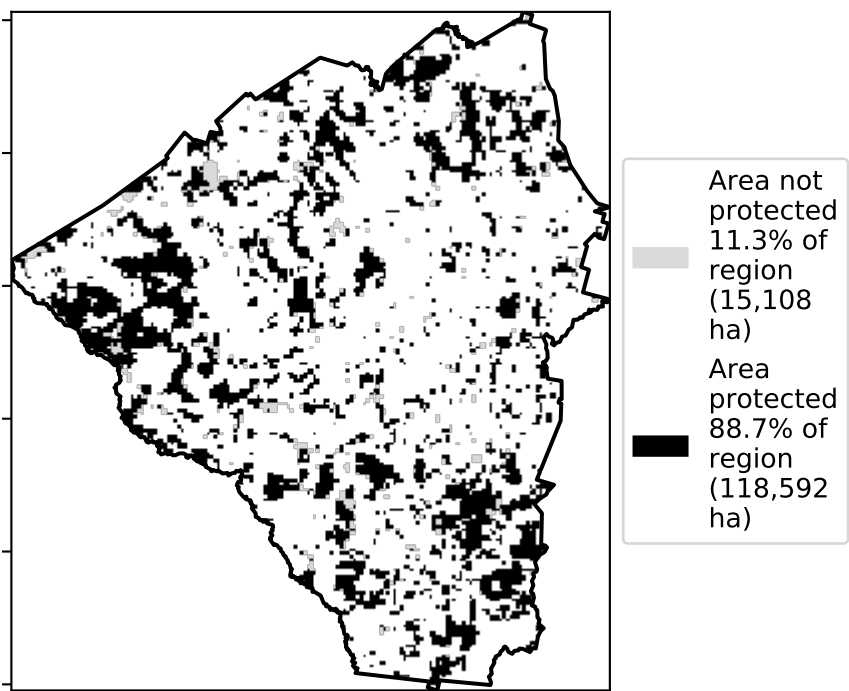 Area not
protected
11.3% of
region
(15,108
ha)
Area
protected
88.7% of
region
(118,592
ha)